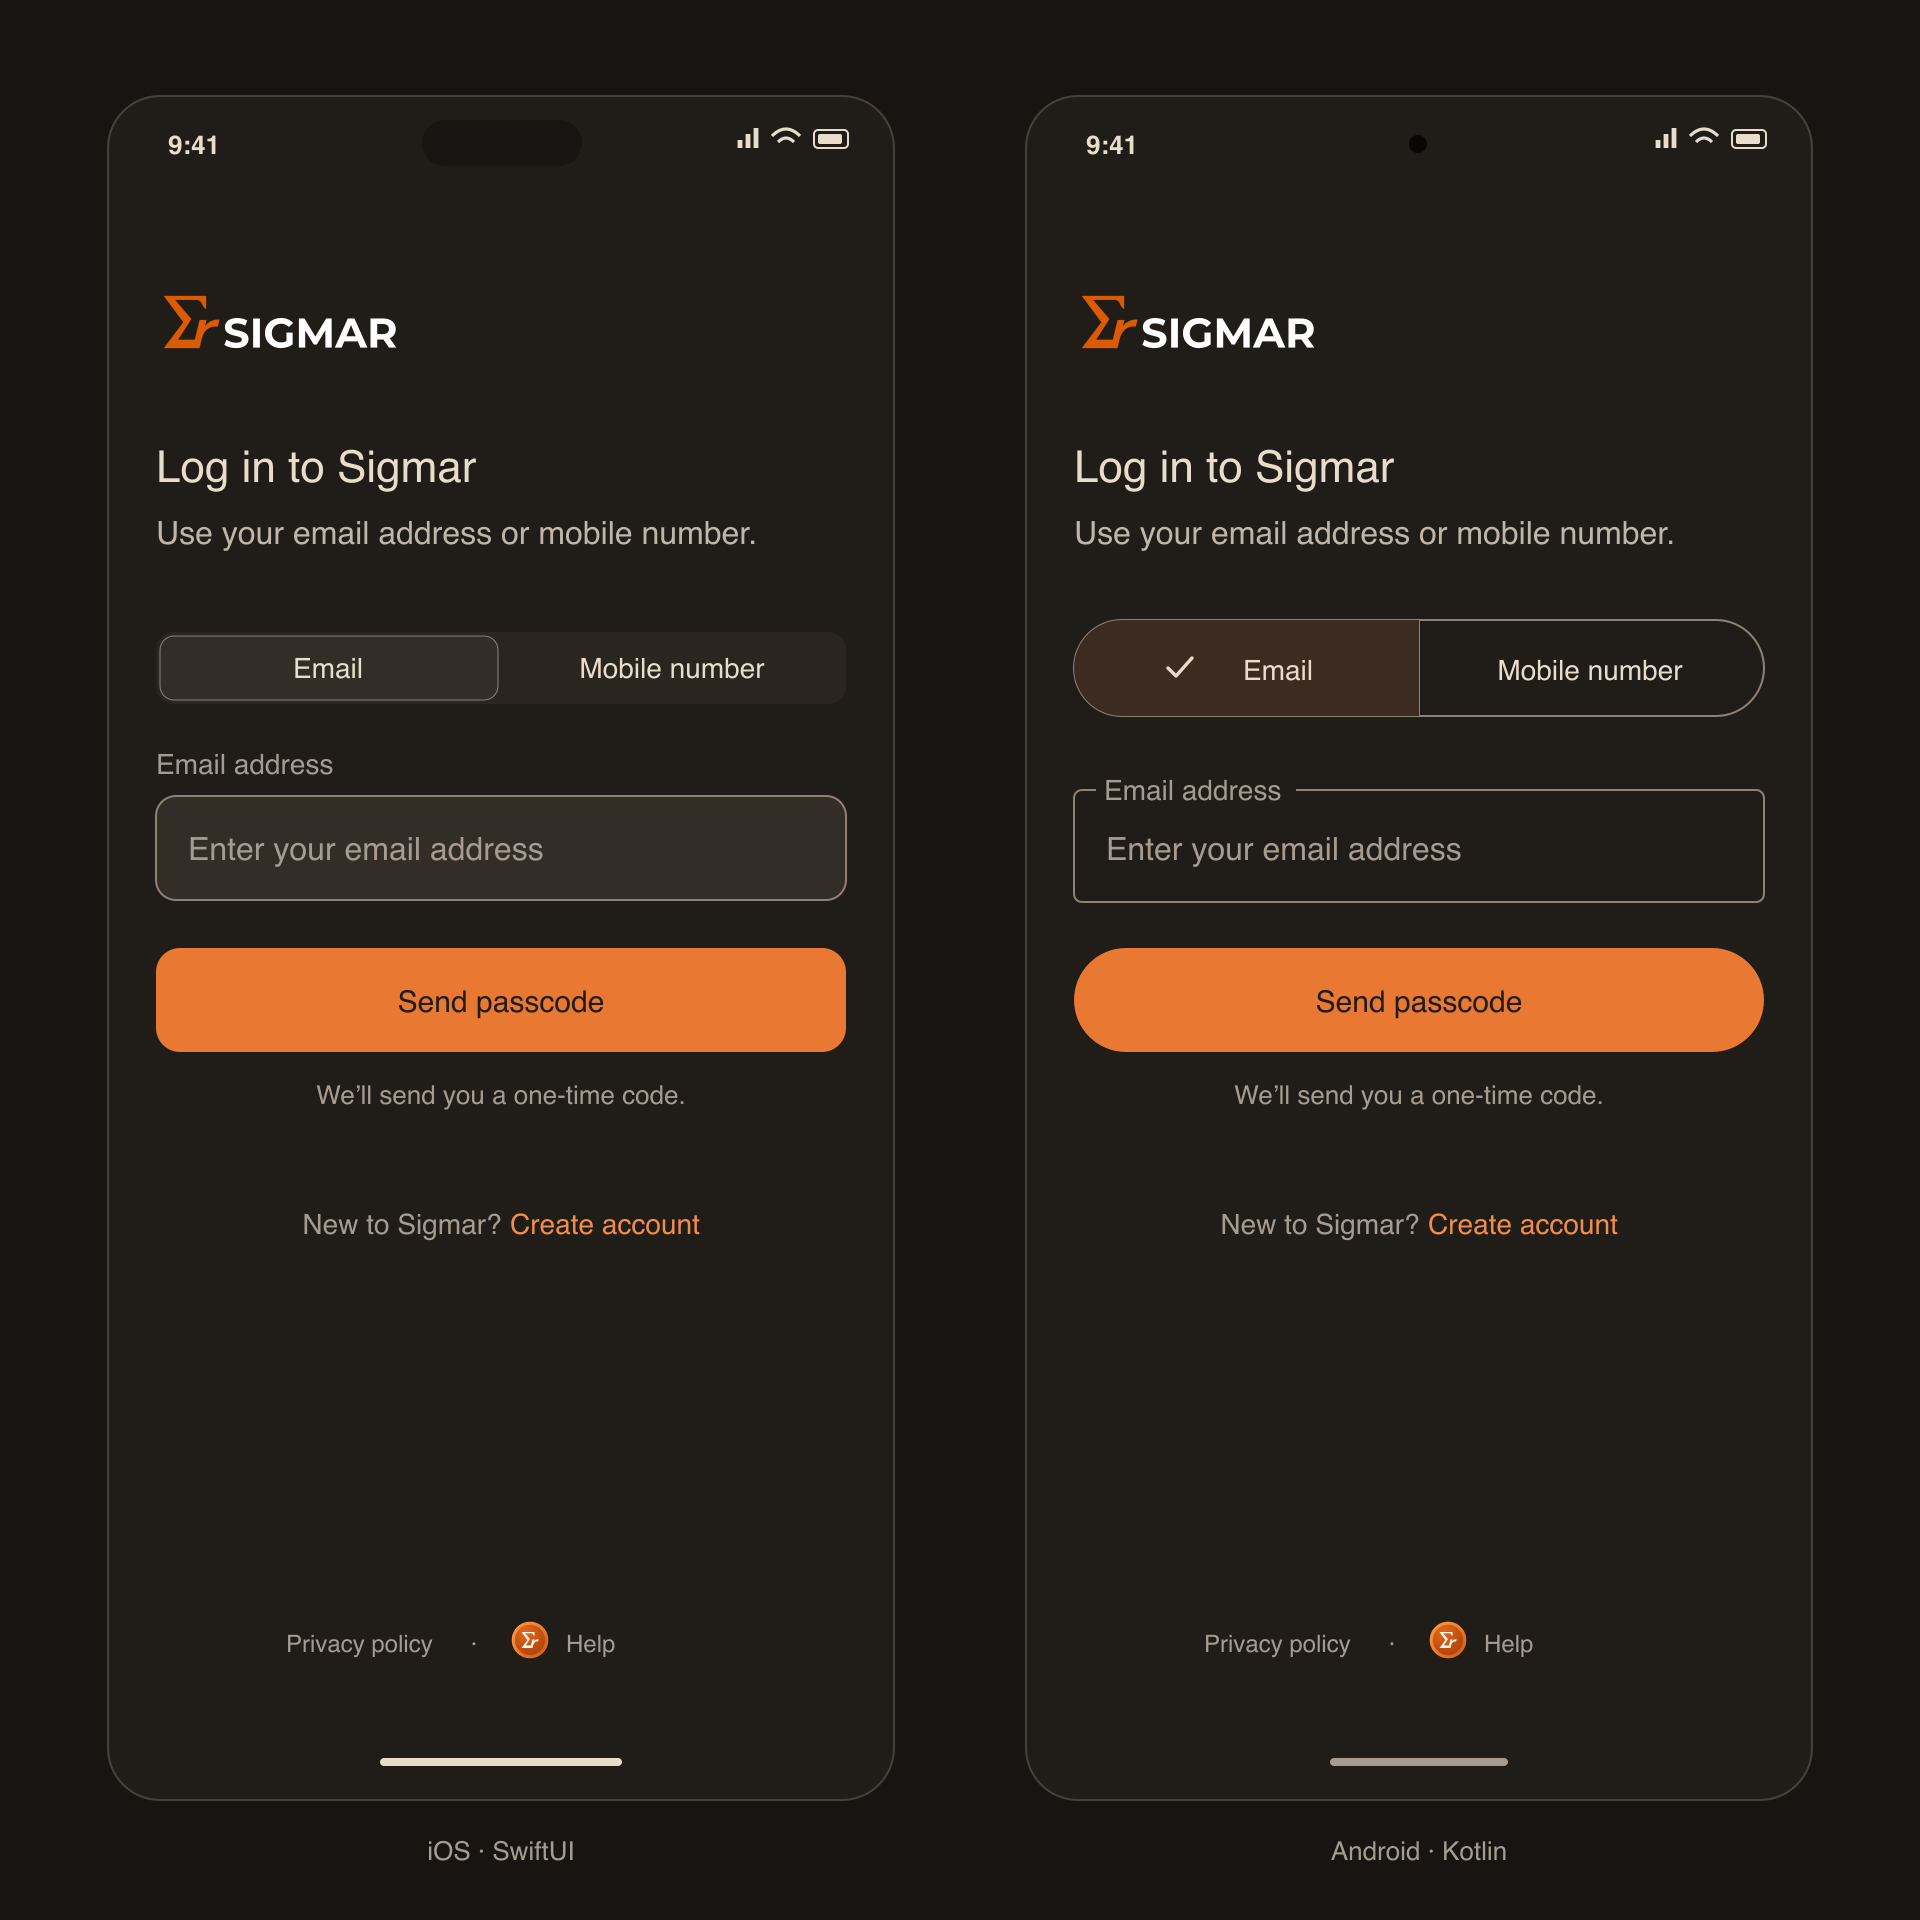 9:41
Σr SIGMAR
Log in to Sigmar
Use your email address or mobile number.
Email
Mobile number
Email address
Enter your email address
Send passcode
We’ll send you a one-time code.
New to Sigmar? Create account
Privacy policy · Σr Help
iOS · SwiftUI
9:41
Σr SIGMAR
Log in to Sigmar
Use your email address or mobile number.
Email
Mobile number
Email address
Enter your email address
Send passcode
We’ll send you a one-time code.
New to Sigmar? Create account
Privacy policy · Σr Help
Android · Kotlin